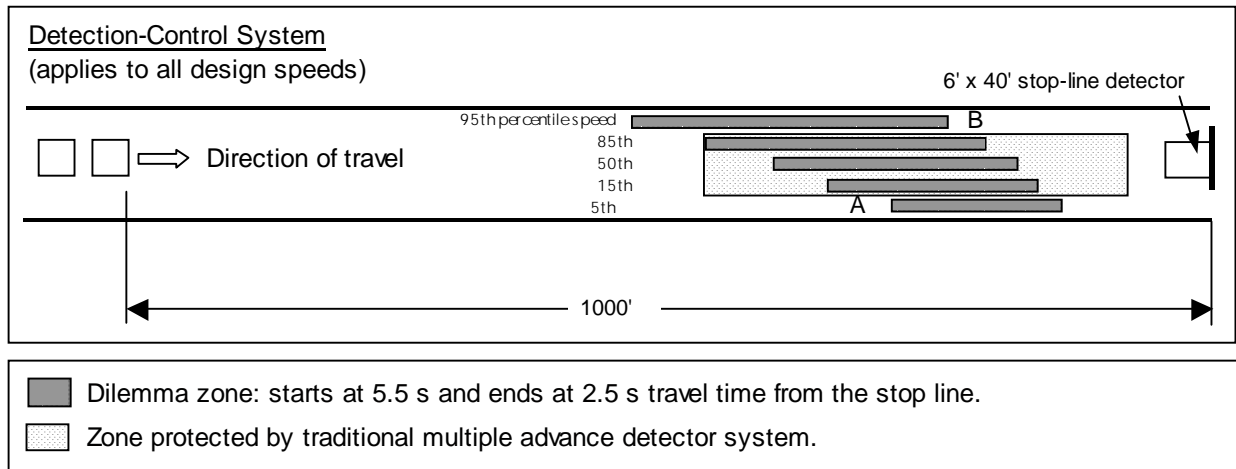 Detection-Control System
(applies to all design speeds)
6' x 40' stop-line detector
95th percentile speed
B
85th
Direction of travel
50th
15th
A
5th
1000'
Dilemma zone: starts at 5.5 s and ends at 2.5 s travel time from the stop line.
Zone protected by traditional multiple advance detector system.